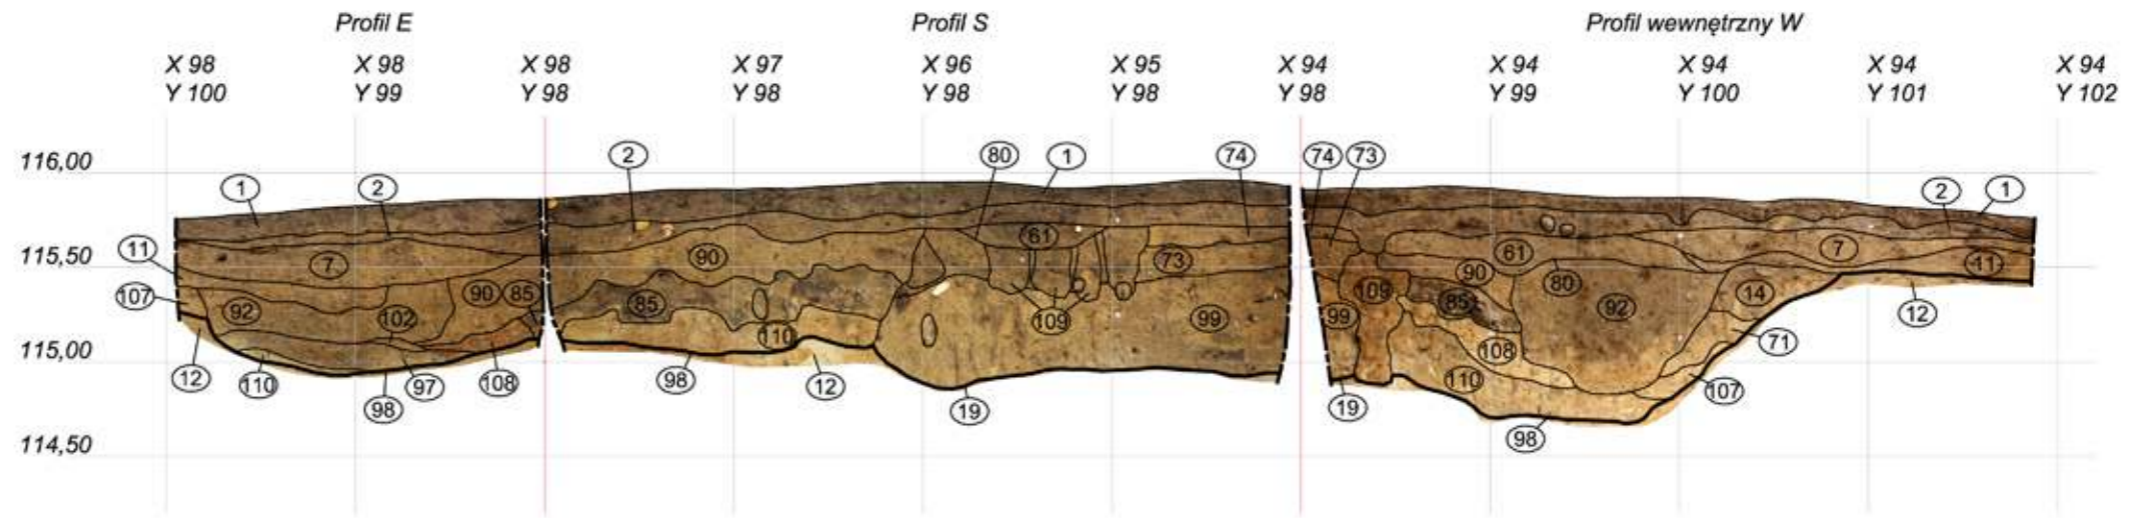 Profil E Profil S Profil wewnętrzny W
X 98 X 98 X 98 X 97 X 96 X 95 X 94 X 94 X 94 X 94 X 94
Y 100 Y 99 Y 98 Y 98 Y 98 Y 98 Y 98 Y 99 Y 100 Y 101 Y 102
116,00
2 80 1 74 74 73
1 2 2 1
115,50
11 7 90 61 73 61 7 11
107 92 102 90 85 85 109 99 109 99 90 85 80 92 14 12
115,00
12 110 97 108 98 110 12 108 110 71 107
98 19 19 98
114,50